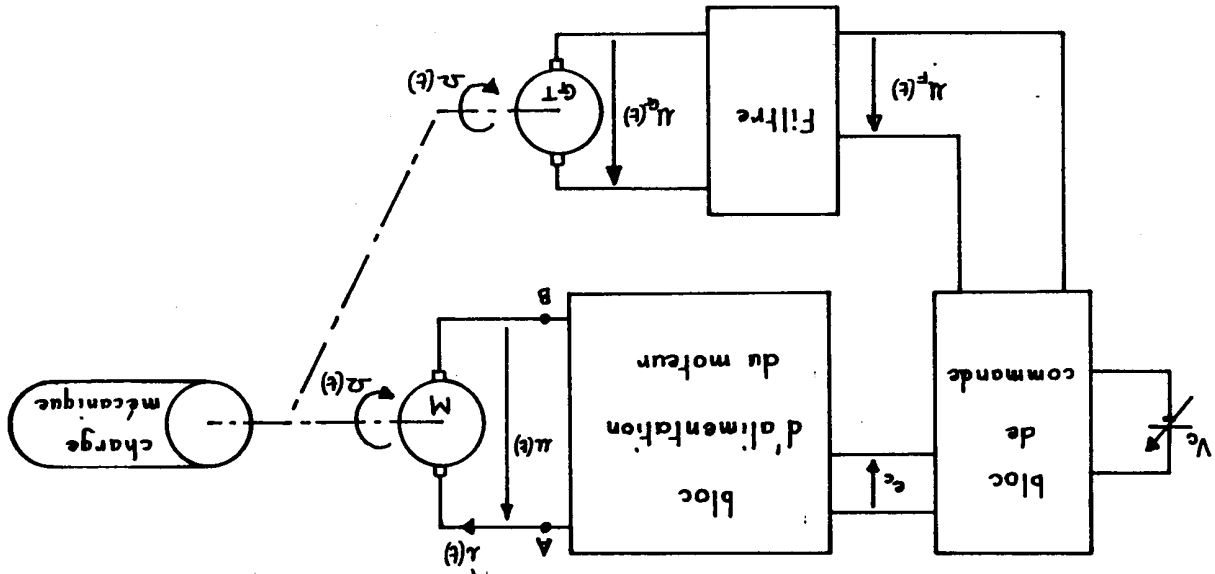 V_c
bloc
de
commande
e_c
bloc
d'alimentation
du moteur
A
i(t)
u(t)
B
M
Ω(t)
charge
mécanique
u_F(t)
Filtre
u_G(t)
GT
Ω(t)